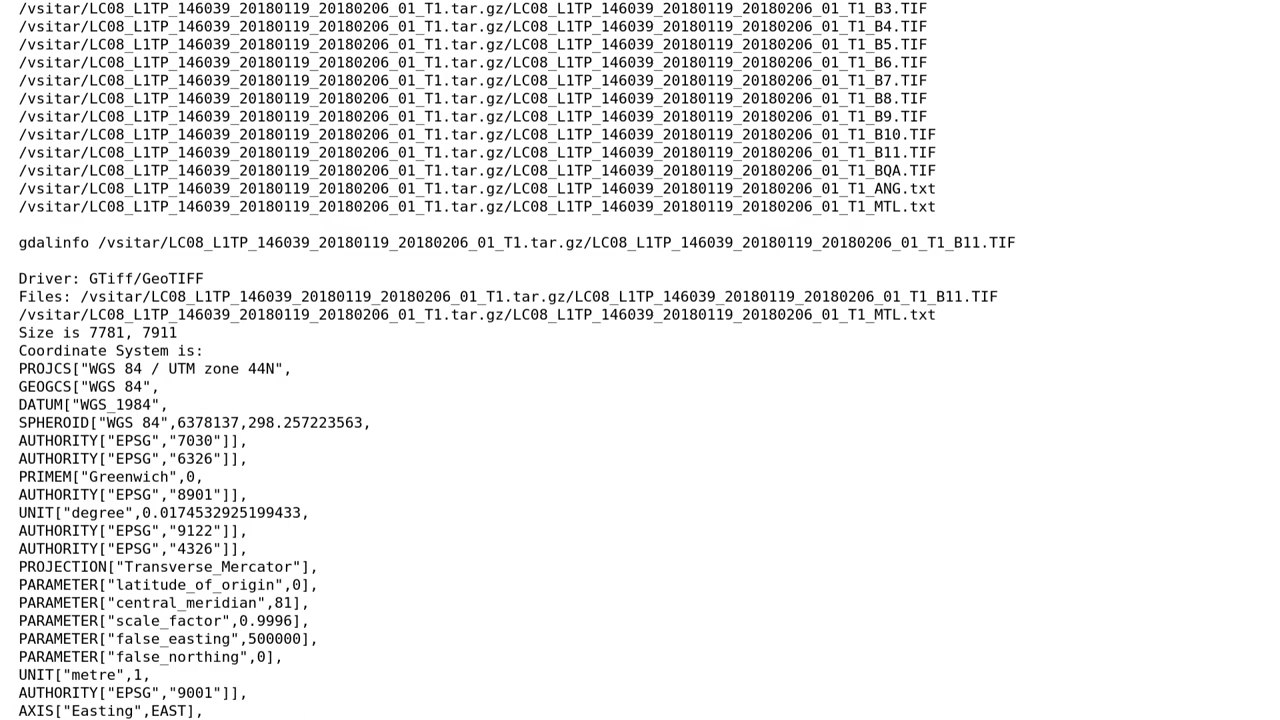 /vsitar/LC08_L1TP_146039_20180119_20180206_01_T1.tar.gz/LC08_L1TP_146039_20180119_20180206_01_T1_B3.TIF
/vsitar/LC08_L1TP_146039_20180119_20180206_01_T1.tar.gz/LC08_L1TP_146039_20180119_20180206_01_T1_B4.TIF
/vsitar/LC08_L1TP_146039_20180119_20180206_01_T1.tar.gz/LC08_L1TP_146039_20180119_20180206_01_T1_B5.TIF
/vsitar/LC08_L1TP_146039_20180119_20180206_01_T1.tar.gz/LC08_L1TP_146039_20180119_20180206_01_T1_B6.TIF
/vsitar/LC08_L1TP_146039_20180119_20180206_01_T1.tar.gz/LC08_L1TP_146039_20180119_20180206_01_T1_B7.TIF
/vsitar/LC08_L1TP_146039_20180119_20180206_01_T1.tar.gz/LC08_L1TP_146039_20180119_20180206_01_T1_B8.TIF
/vsitar/LC08_L1TP_146039_20180119_20180206_01_T1.tar.gz/LC08_L1TP_146039_20180119_20180206_01_T1_B9.TIF
/vsitar/LC08_L1TP_146039_20180119_20180206_01_T1.tar.gz/LC08_L1TP_146039_20180119_20180206_01_T1_B10.TIF
/vsitar/LC08_L1TP_146039_20180119_20180206_01_T1.tar.gz/LC08_L1TP_146039_20180119_20180206_01_T1_B11.TIF
/vsitar/LC08_L1TP_146039_20180119_20180206_01_T1.tar.gz/LC08_L1TP_146039_20180119_20180206_01_T1_BQA.TIF
/vsitar/LC08_L1TP_146039_20180119_20180206_01_T1.tar.gz/LC08_L1TP_146039_20180119_20180206_01_T1_ANG.txt
/vsitar/LC08_L1TP_146039_20180119_20180206_01_T1.tar.gz/LC08_L1TP_146039_20180119_20180206_01_T1_MTL.txt
gdalinfo /vsitar/LC08_L1TP_146039_20180119_20180206_01_T1.tar.gz/LC08_L1TP_146039_20180119_20180206_01_T1_B11.TIF
Driver: GTiff/GeoTIFF
Files: /vsitar/LC08_L1TP_146039_20180119_20180206_01_T1.tar.gz/LC08_L1TP_146039_20180119_20180206_01_T1_B11.TIF
/vsitar/LC08_L1TP_146039_20180119_20180206_01_T1.tar.gz/LC08_L1TP_146039_20180119_20180206_01_T1_MTL.txt
Size is 7781, 7911
Coordinate System is:
PROJCS["WGS 84 / UTM zone 44N",
GEOGCS["WGS 84",
DATUM["WGS_1984",
SPHEROID["WGS 84",6378137,298.257223563,
AUTHORITY["EPSG","7030"]],
AUTHORITY["EPSG","6326"]],
PRIMEM["Greenwich",0,
AUTHORITY["EPSG","8901"]],
UNIT["degree",0.0174532925199433,
AUTHORITY["EPSG","9122"]],
AUTHORITY["EPSG","4326"]],
PROJECTION["Transverse_Mercator"],
PARAMETER["latitude_of_origin",0],
PARAMETER["central_meridian",81],
PARAMETER["scale_factor",0.9996],
PARAMETER["false_easting",500000],
PARAMETER["false_northing",0],
UNIT["metre",1,
AUTHORITY["EPSG","9001"]],
AXIS["Easting",EAST],